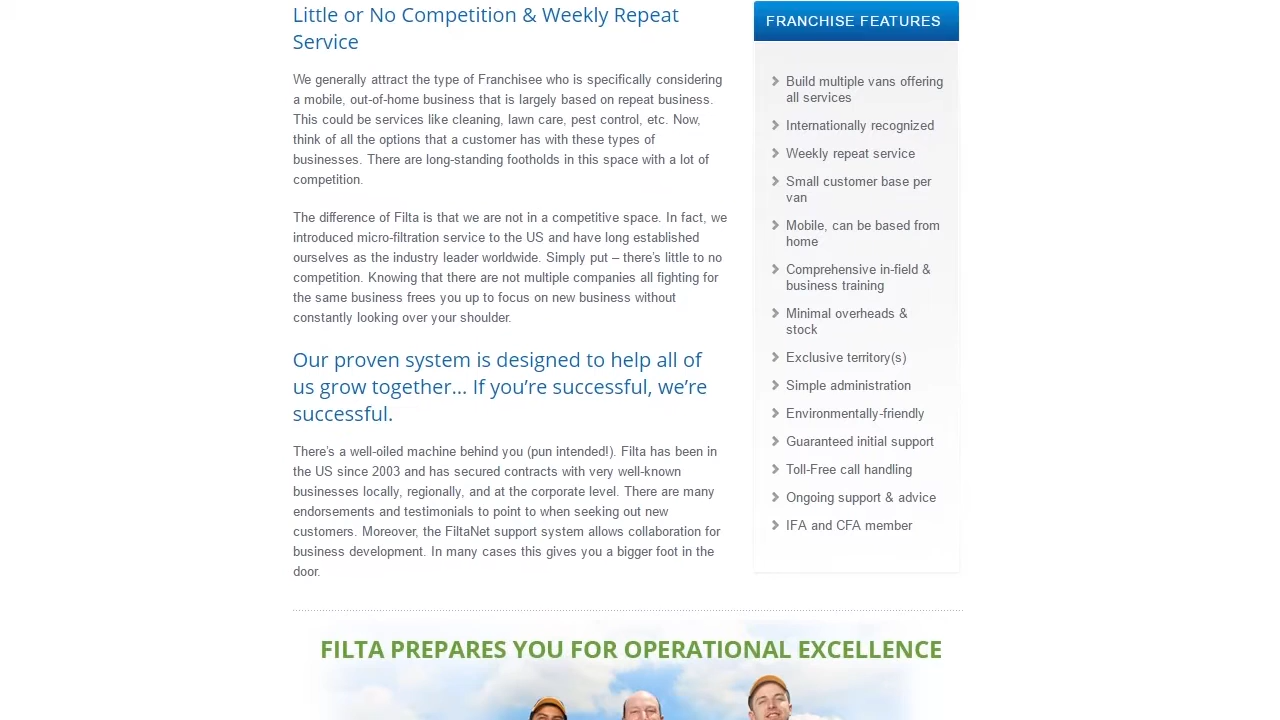 Little or No Competition & Weekly Repeat
Service
We generally attract the type of Franchisee who is specifically considering
a mobile, out-of-home business that is largely based on repeat business.
This could be services like cleaning, lawn care, pest control, etc. Now,
think of all the options that a customer has with these types of
businesses. There are long-standing footholds in this space with a lot of
competition.
The difference of Filta is that we are not in a competitive space. In fact, we
introduced micro-filtration service to the US and have long established
ourselves as the industry leader worldwide. Simply put – there’s little to no
competition. Knowing that there are not multiple companies all fighting for
the same business frees you up to focus on new business without
constantly looking over your shoulder.
Our proven system is designed to help all of
us grow together... If you’re successful, we’re
successful.
There’s a well-oiled machine behind you (pun intended!). Filta has been in
the US since 2003 and has secured contracts with very well-known
businesses locally, regionally, and at the corporate level. There are many
endorsements and testimonials to point to when seeking out new
customers. Moreover, the FiltaNet support system allows collaboration for
business development. In many cases this gives you a bigger foot in the
door.
FRANCHISE FEATURES
Build multiple vans offering
all services
Internationally recognized
Weekly repeat service
Small customer base per
van
Mobile, can be based from
home
Comprehensive in-field &
business training
Minimal overheads &
stock
Exclusive territory(s)
Simple administration
Environmentally-friendly
Guaranteed initial support
Toll-Free call handling
Ongoing support & advice
IFA and CFA member
FILTA PREPARES YOU FOR OPERATIONAL EXCELLENCE